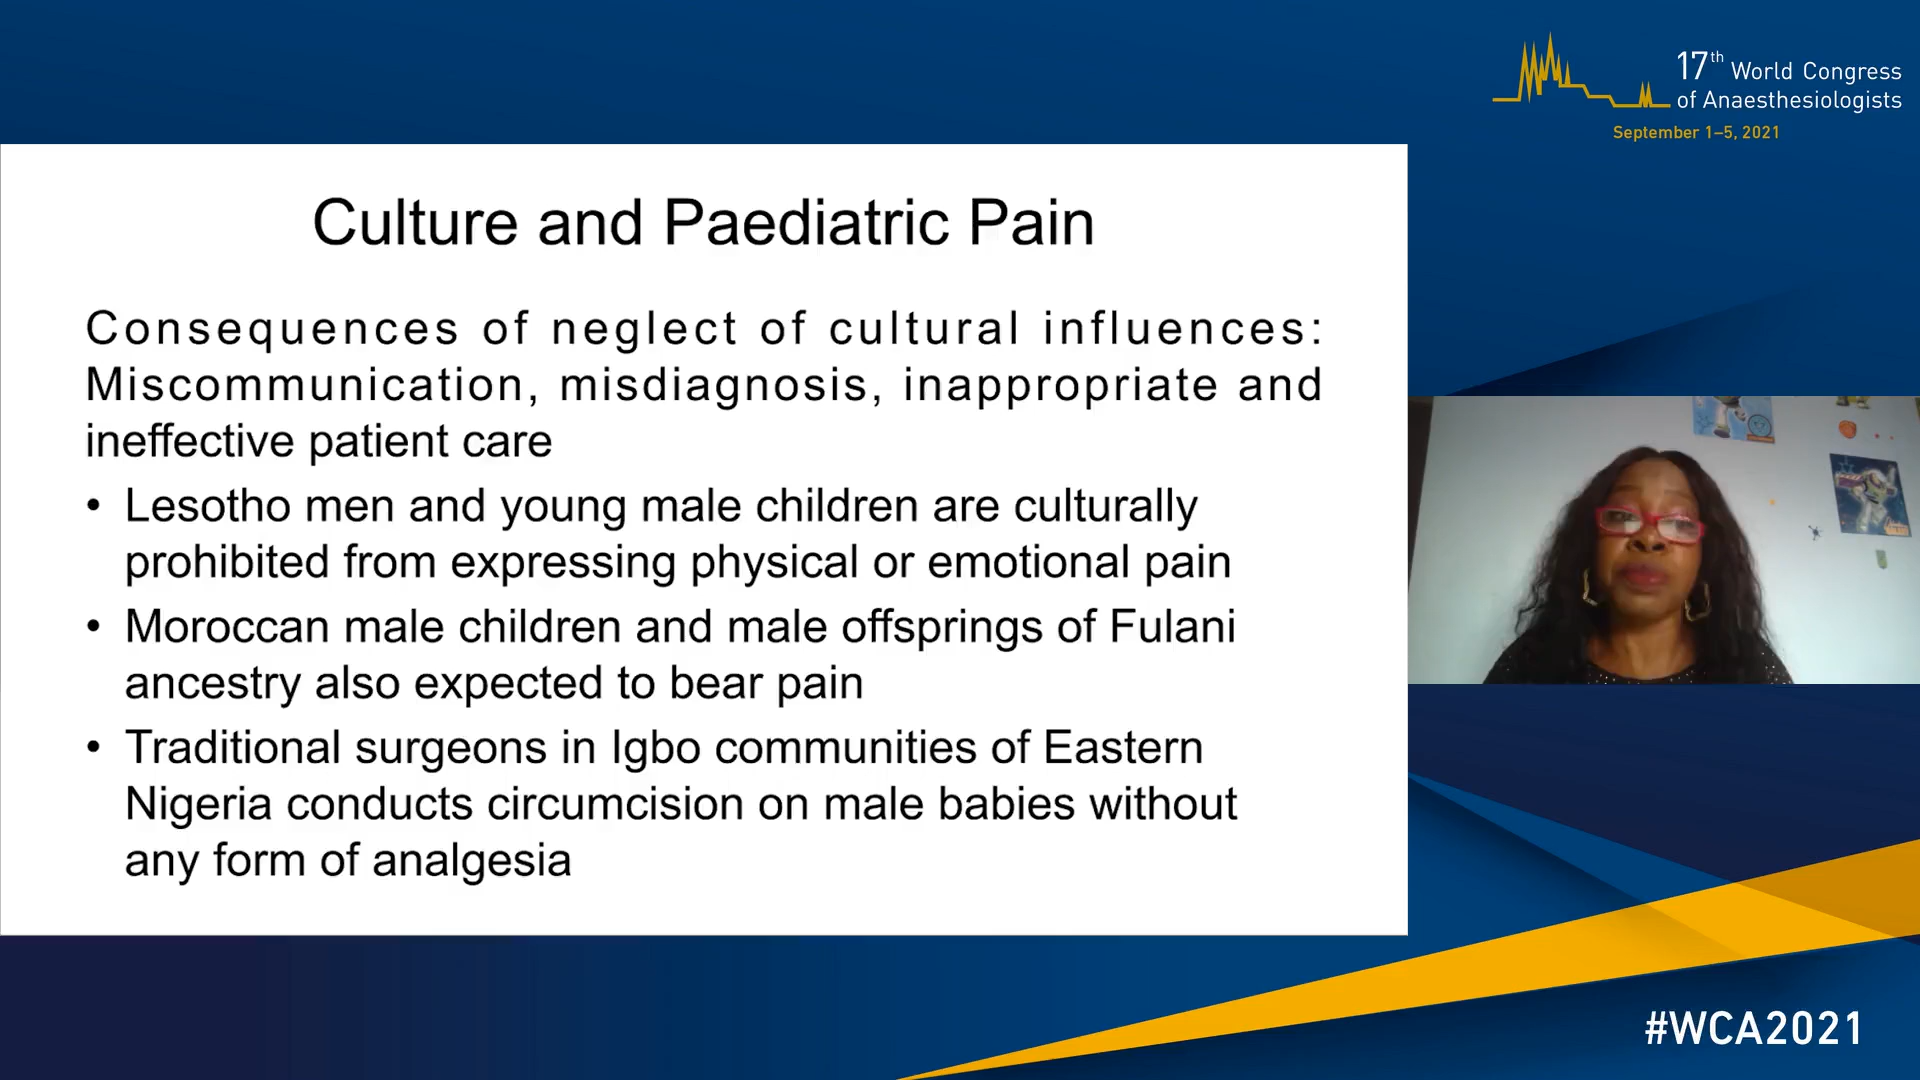 17th World Congress
of Anaesthesiologists
September 1–5, 2021
Culture and Paediatric Pain
Consequences of neglect of cultural influences:
Miscommunication, misdiagnosis, inappropriate and
ineffective patient care
• Lesotho men and young male children are culturally
prohibited from expressing physical or emotional pain
• Moroccan male children and male offsprings of Fulani
ancestry also expected to bear pain
• Traditional surgeons in Igbo communities of Eastern
Nigeria conducts circumcision on male babies without
any form of analgesia
#WCA2021